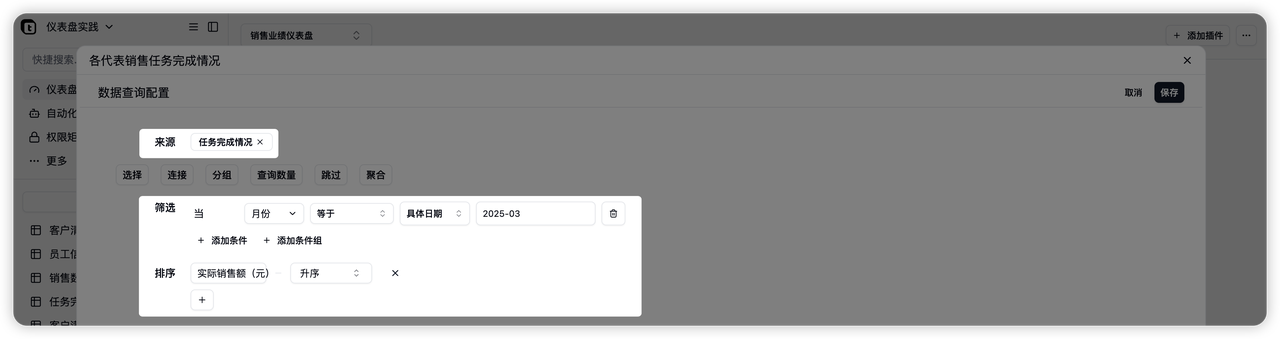 仪表盘实践
销售业绩仪表盘
添加插件
快捷搜索
各代表销售任务完成情况
仪表盘
数据查询配置
取消
保存
自动化
权限矩
来源
任务完成情况
更多
选择
连接
分组
查询数量
跳过
聚合
筛选
当
月份
等于
具体日期
2025-03
客户
添加条件
添加条件组
员工信
排序
实际销售额（元）
升序
销售数
任务完
客户